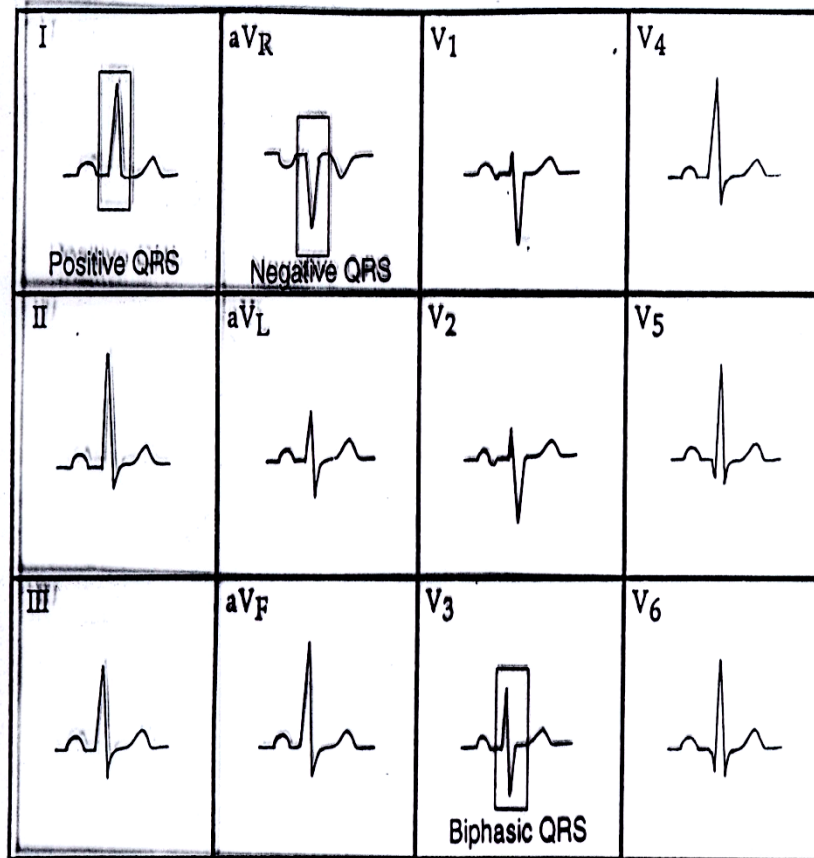 I aVR V1 V4
Positive QRS Negative QRS
II aVL V2 V5
III aVF V3 V6
Biphasic QRS